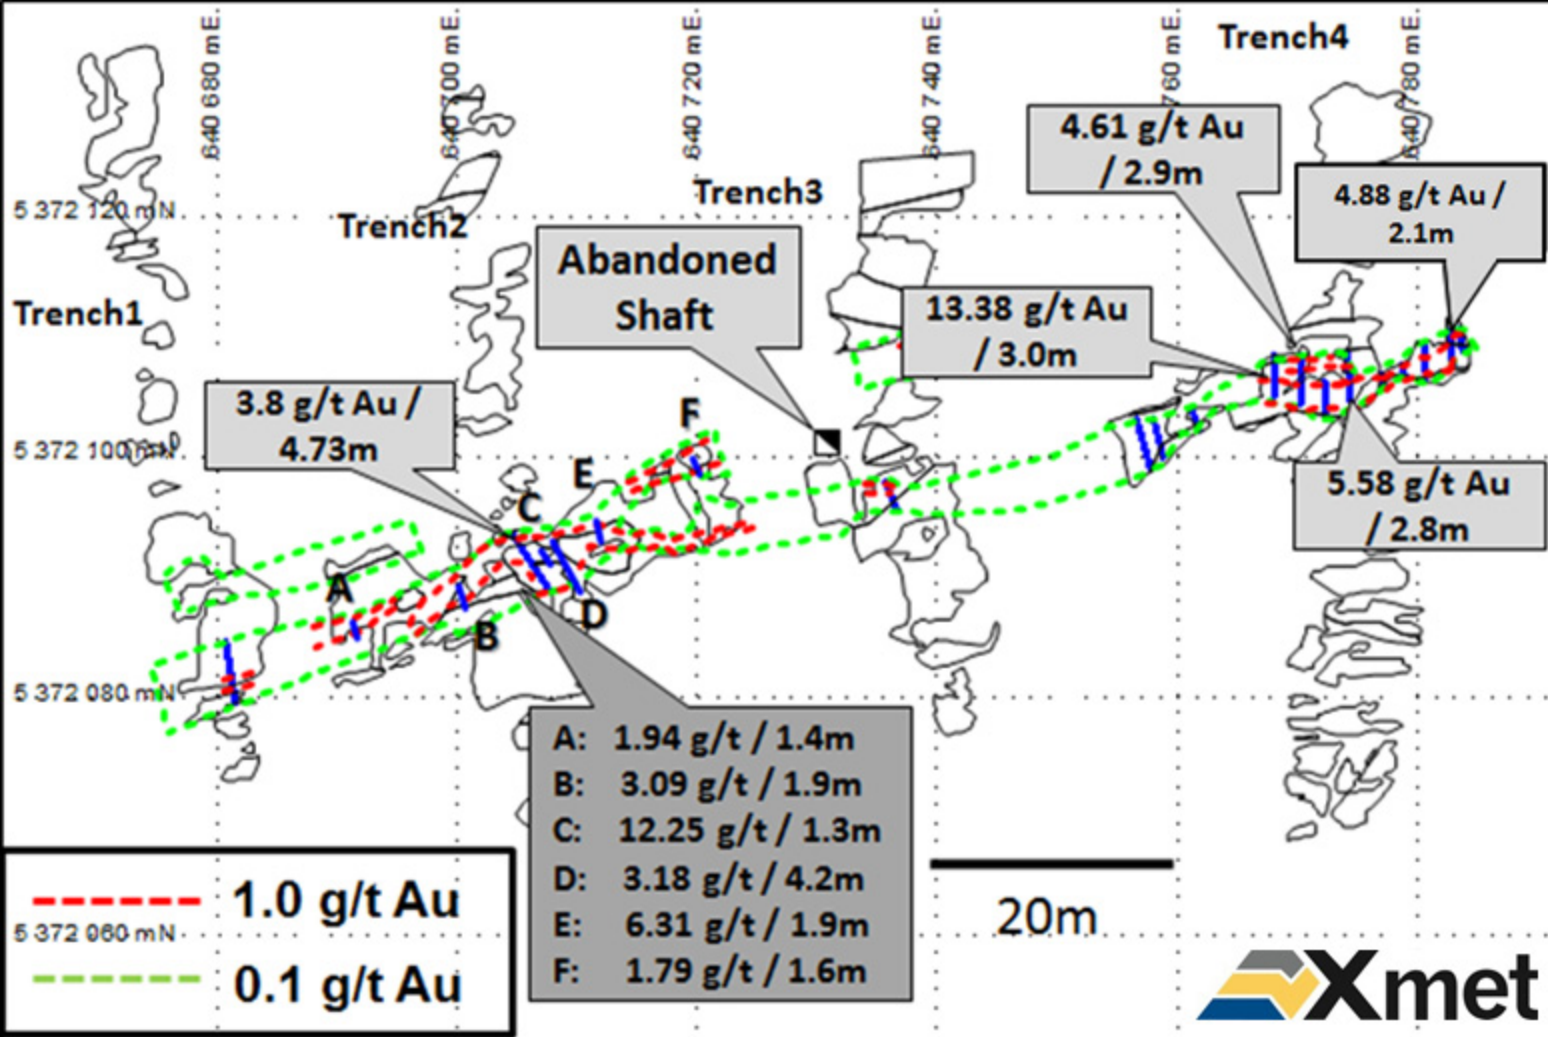 640 680 mE
640 700 mE
640 720 mE
640 740 mE
760 mE
640 780 mE
Trench4
4.61 g/t Au
/ 2.9m
4.88 g/t Au /
2.1m
Trench3
5 372 120 mN
Trench2
Abandoned
Shaft
Trench1
13.38 g/t Au
/ 3.0m
3.8 g/t Au /
4.73m
F
5 372 100 mN
E
C
5.58 g/t Au
/ 2.8m
A
D
B
5 372 080 mN
A: 1.94 g/t / 1.4m
B: 3.09 g/t / 1.9m
C: 12.25 g/t / 1.3m
D: 3.18 g/t / 4.2m
E: 6.31 g/t / 1.9m
F: 1.79 g/t / 1.6m
1.0 g/t Au
5 372 060 mN
0.1 g/t Au
20m
Xmet